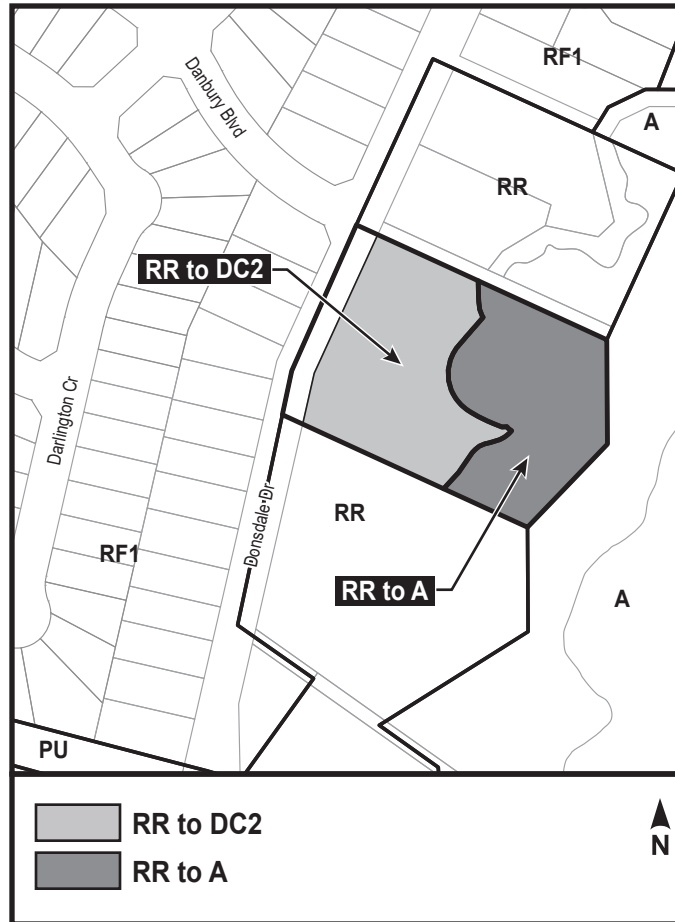 RF1
Danbury Blvd
A
RR
RR to DC2
Darlington Cr
Donsdale Dr
RR
RF1
RR to A
A
PU
RR to DC2
RR to A
N